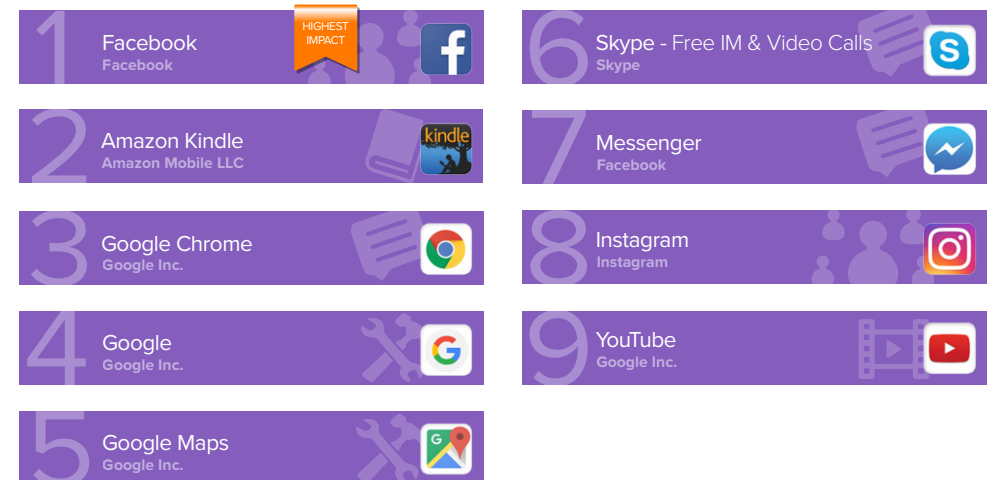 1
Facebook
Facebook
HIGHEST
IMPACT
f
2
Amazon Kindle
Amazon Mobile LLC
kindle
3
Google Chrome
Google Inc.
4
Google
Google Inc.
G
5
Google Maps
Google Inc.
G
6
Skype - Free IM & Video Calls
Skype
S
7
Messenger
Facebook
8
Instagram
Instagram
9
YouTube
Google Inc.